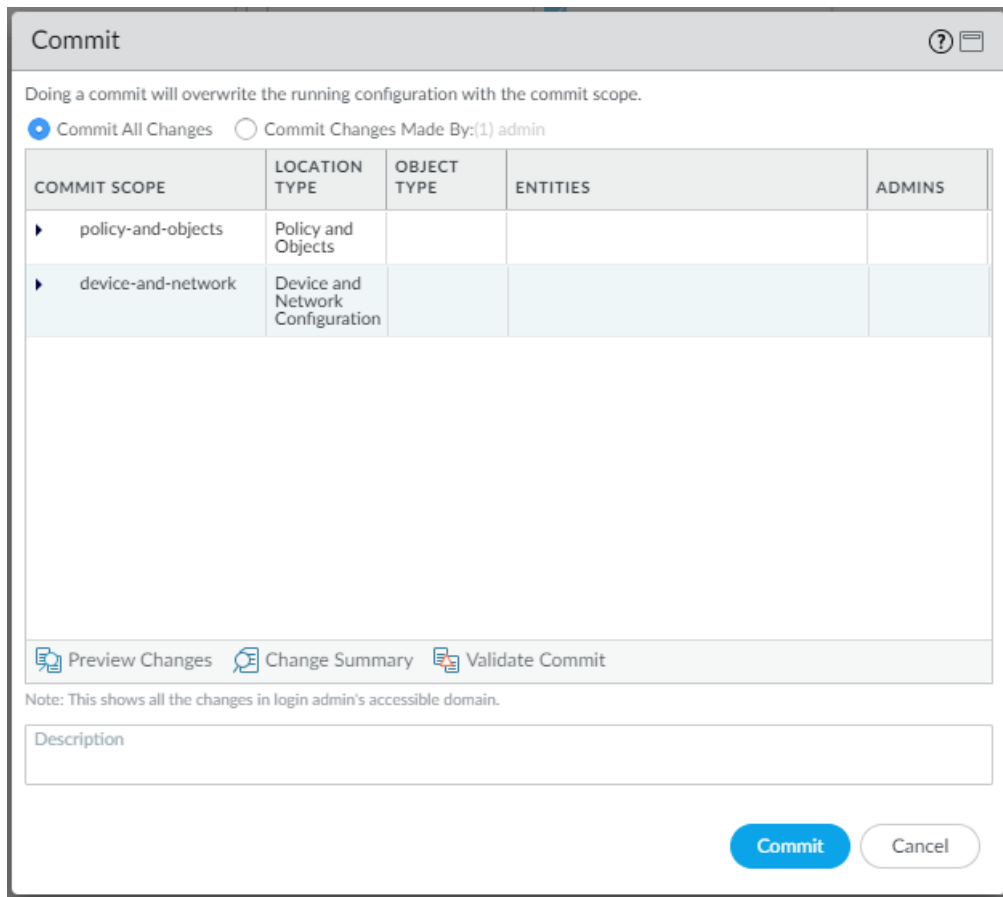 Commit
?
Doing a commit will overwrite the running configuration with the commit scope.
Commit All Changes Commit Changes Made By:(1) admin
COMMIT SCOPE LOCATION TYPE OBJECT TYPE ENTITIES ADMINS
policy-and-objects Policy and Objects
device-and-network Device and Network Configuration
Preview Changes Change Summary Validate Commit
Note: This shows all the changes in login admin's accessible domain.
Description
Commit Cancel